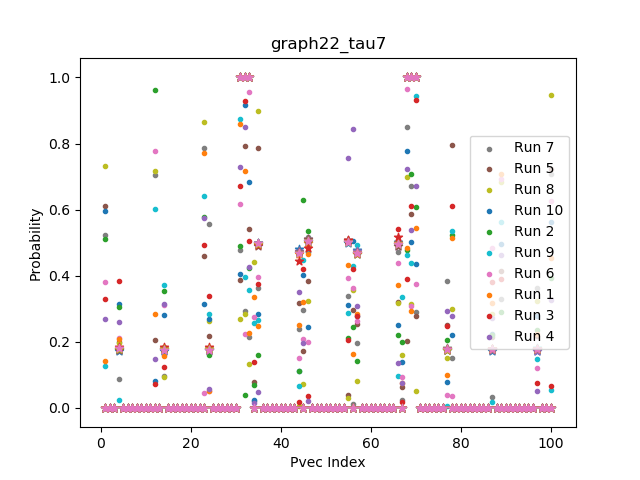 graph22_tau7
1.0
0.8
0.6
0.4
0.2
0.0
Probability
0
20
40
60
80
100
Pvec Index
Run 7
Run 5
Run 8
Run 10
Run 2
Run 9
Run 6
Run 1
Run 3
Run 4